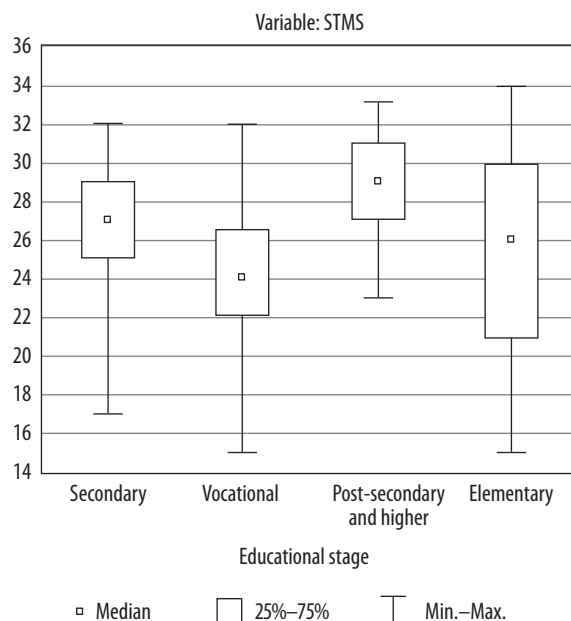 Variable: STMS
36
34
32
30
28
26
24
22
20
18
16
14
Secondary Vocational Post-secondary Elementary
and higher
Educational stage
Median 25%–75% Min.–Max.